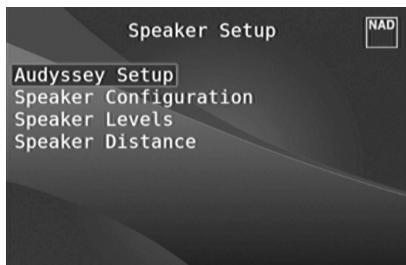 Speaker Setup
NAD
Audyssey Setup
Speaker Configuration
Speaker Levels
Speaker Distance